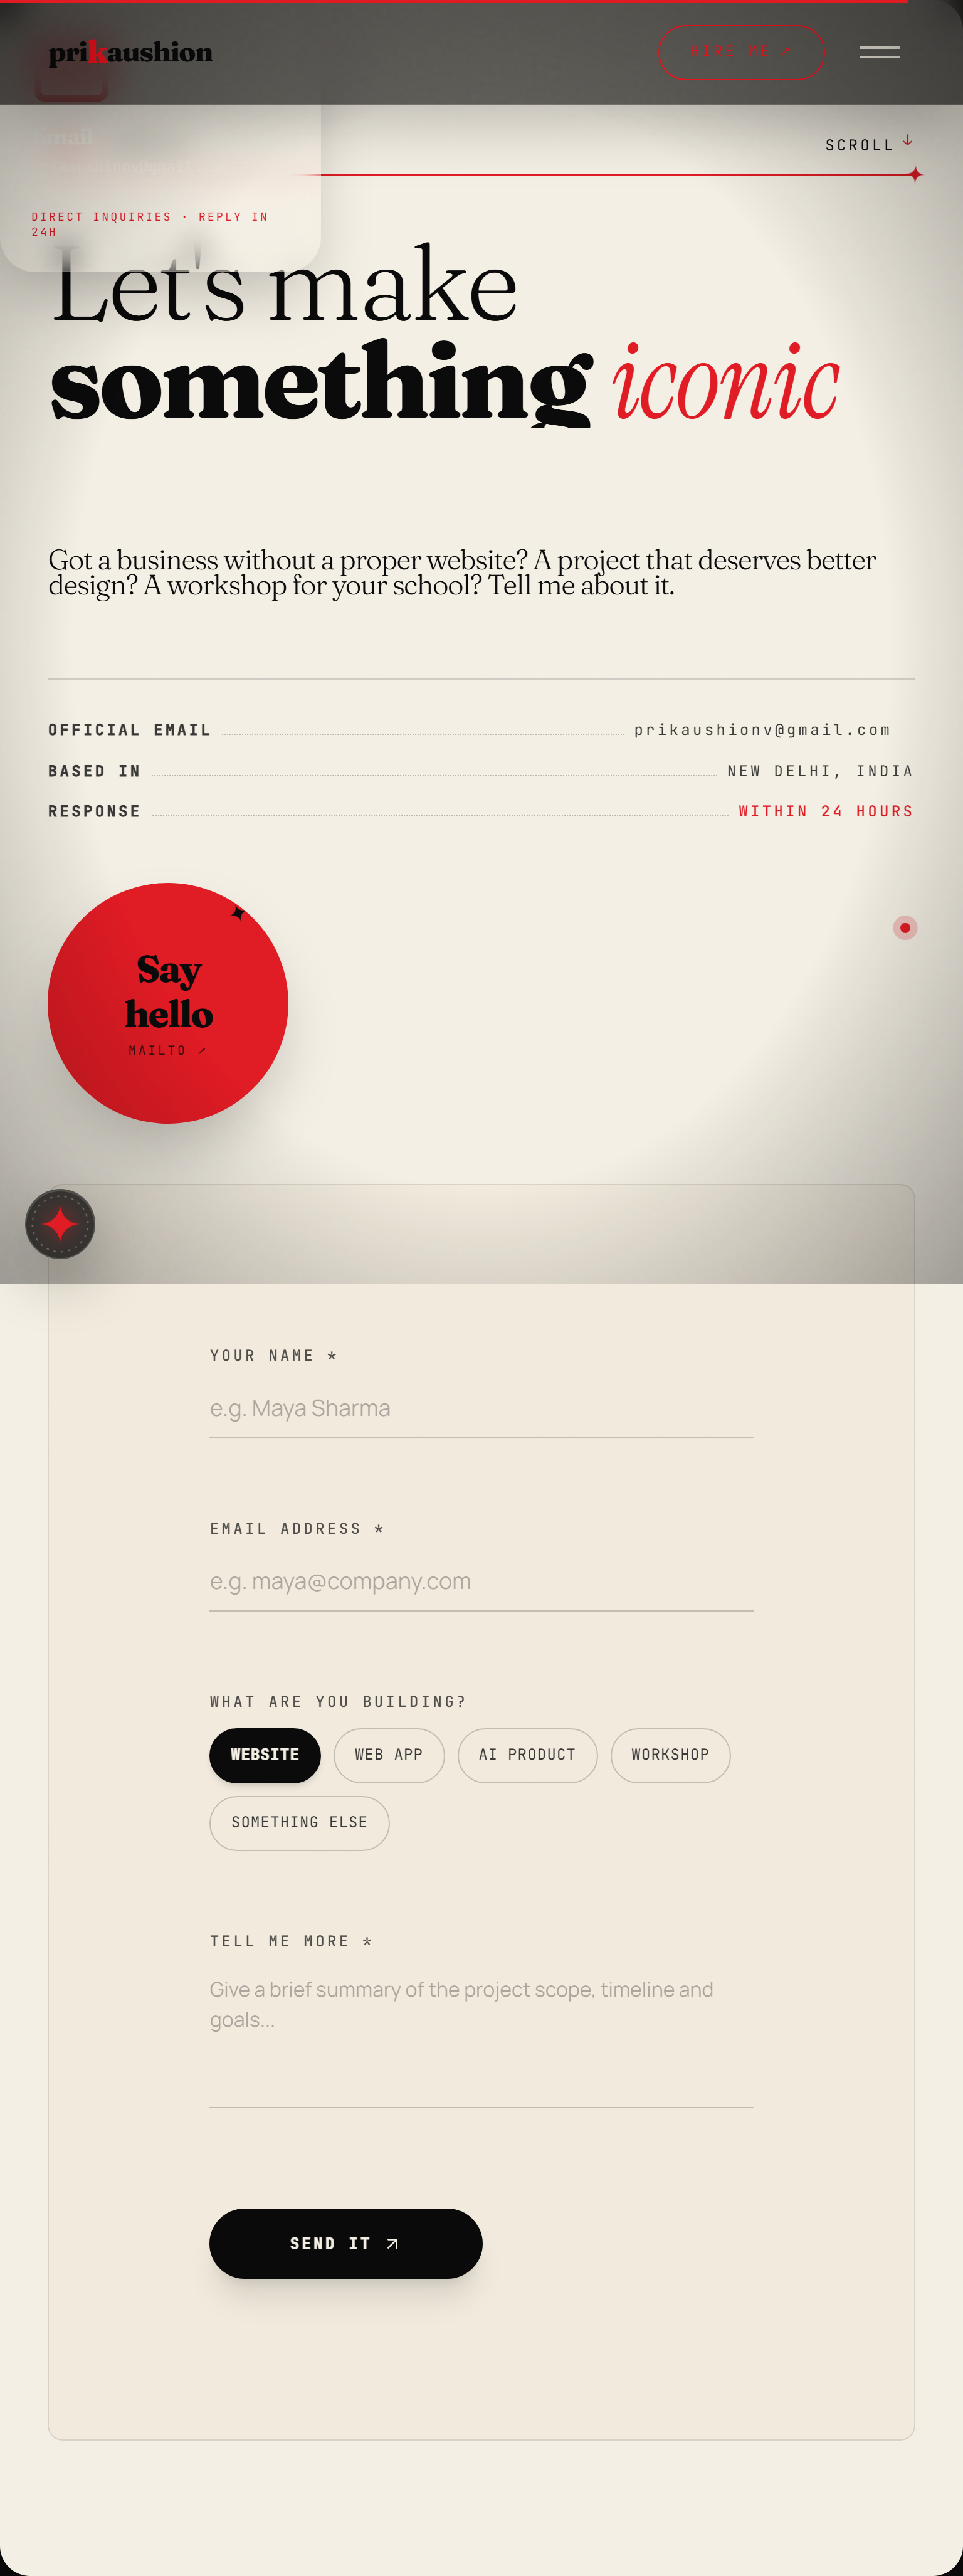 prikaushion
HIRE ME ↗
Email
SCROLL ↓
DIRECT INQUIRIES · REPLY IN
24H
Let's make
something iconic
Got a business without a proper website? A project that deserves better
design? A workshop for your school? Tell me about it.
OFFICIAL EMAIL prikaushionv@gmail.com
BASED IN NEW DELHI, INDIA
RESPONSE WITHIN 24 HOURS
Say
hello
MAILTO ↗
YOUR NAME *
e.g. Maya Sharma
EMAIL ADDRESS *
e.g. maya@company.com
WHAT ARE YOU BUILDING?
WEBSITE WEB APP AI PRODUCT WORKSHOP
SOMETHING ELSE
TELL ME MORE *
Give a brief summary of the project scope, timeline and
goals...
SEND IT ↗